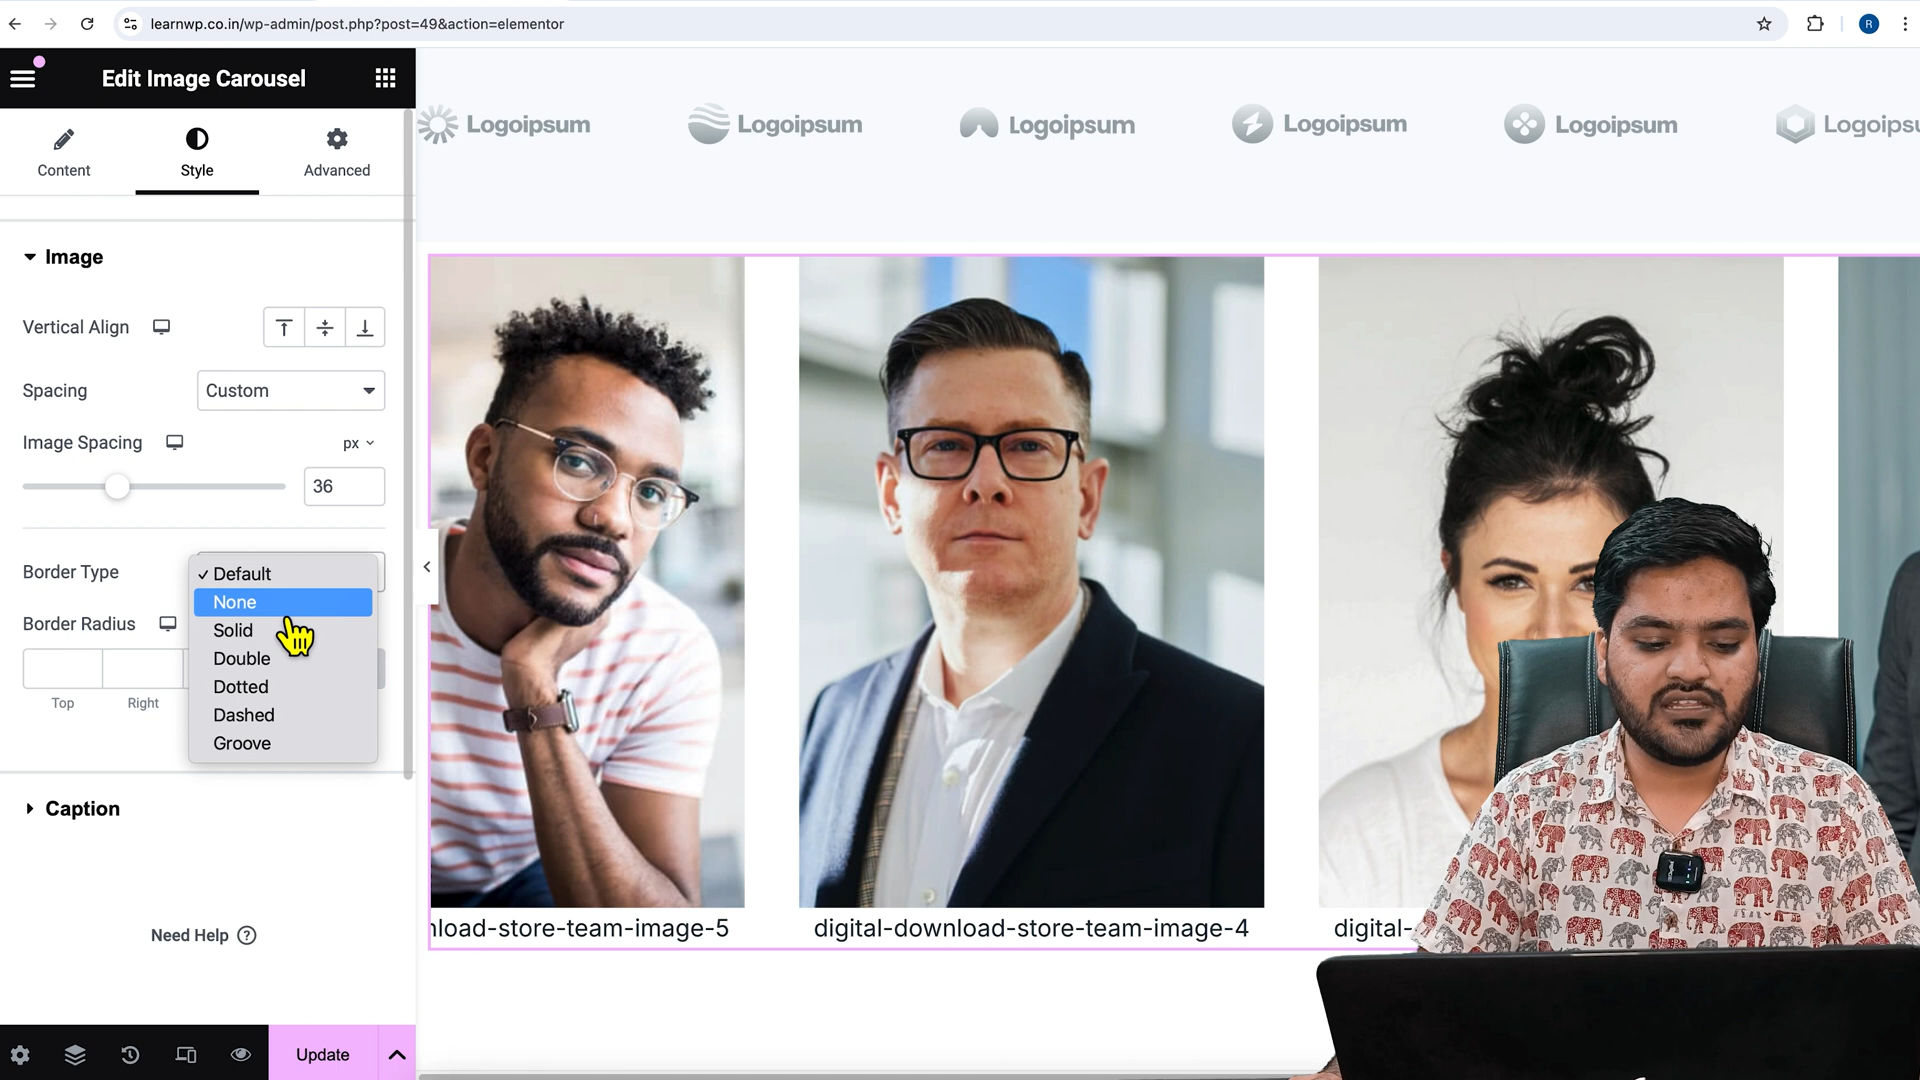 learnwp.co.in/wp-admin/post.php?post=49&action=elementor
R
Edit Image Carousel
Content
Style
Advanced
Image
Vertical Align
Spacing
Custom
Image Spacing
px
36
Border Type
Default
None
Solid
Double
Dotted
Dashed
Groove
Border Radius
Top
Right
Caption
Need Help
Update
Logoipsum
Logoipsum
Logoipsum
Logoipsum
Logoipsum
Logoipsu
nload-store-team-image-5
digital-download-store-team-image-4
digital-